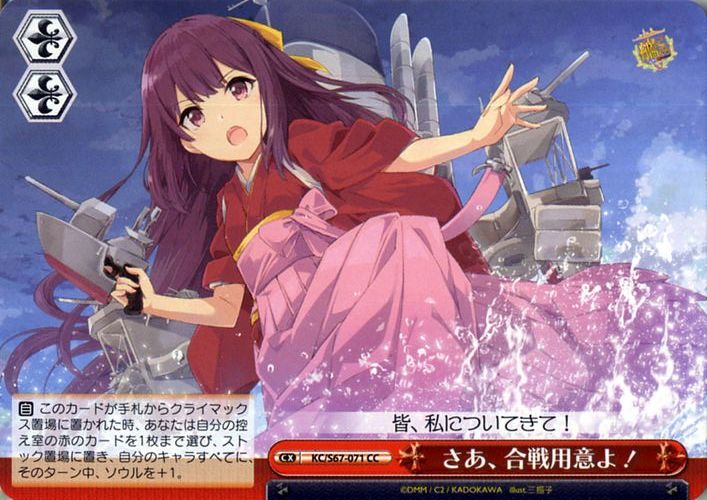 皆、私についてきて！
自 このカードが手札からクライマック
ス置場に置かれた時、あなたは自分の控
え室の赤のカードを1枚まで選び、ストッ
ク置場に置き、自分のキャラすべてに、
そのターン中、ソウルを＋1。
CX KC/S67-071 CC さあ、合戦用意よ！
©DMM / C2 / KADOKAWA illust.三振子